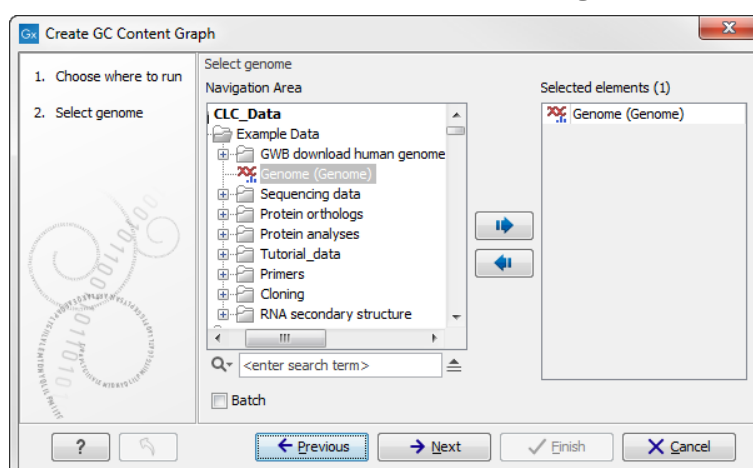 Gx Create GC Content Graph
1. Choose where to run
2. Select genome
Select genome
Navigation Area
CLC_Data
Example Data
GWB download human genome
Genome (Genome)
Sequencing data
Protein orthologs
Protein analyses
Tutorial_data
Primers
Cloning
RNA secondary structure
<enter search term>
Batch
Selected elements (1)
Genome (Genome)
? Previous Next Finish Cancel